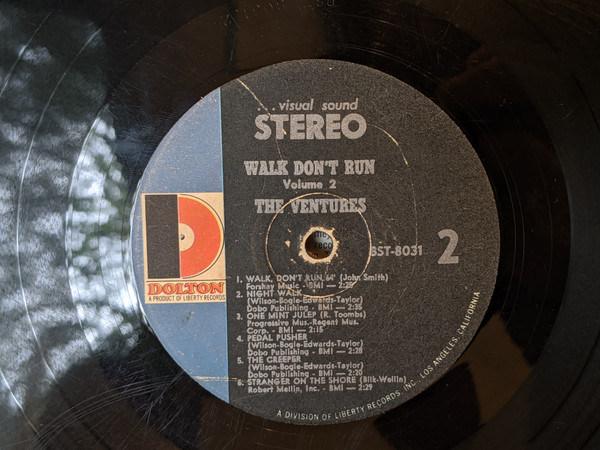 ...visual sound
STEREO
WALK DON'T RUN
Volume 2
THE VENTURES
BST-8031
2
DOLTON
A PRODUCT OF LIBERTY RECORDS
1. WALK, DON'T RUN, 64' (John Smith)
Forshay Music - BMI — 2:25
2. NIGHT WALK
(Wilson-Bogle-Edwards-Taylor)
Dobo Publishing - BMI — 2:35
3. ONE MINT JULEP (R. Toombs)
Progressive Mus.-Regent Mus.
Corp. - BMI — 2:15
4. PEDAL PUSHER
(Wilson-Bogle-Edwards-Taylor)
Dobo Publishing - BMI — 2:28
5. THE CREEPER
(Wilson-Bogle-Edwards-Taylor)
Dobo Publishing - BMI — 2:20
6. STRANGER ON THE SHORE (Bilk-Mellin)
Robert Mellin, Inc. - BMI — 2:29
A DIVISION OF LIBERTY RECORDS, INC. LOS ANGELES, CALIFORNIA